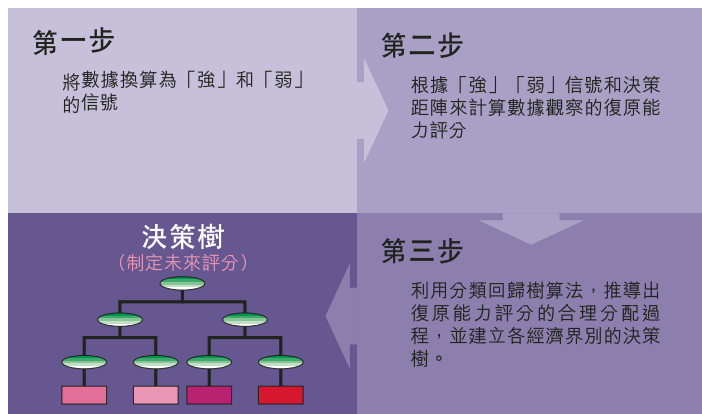 第一步
將數據換算為「強」和「弱」
的信號
第二步
根據「強」「弱」信號和決策
距陣來計算數據觀察的復原能
力評分
第三步
利用分類回歸樹算法，推導出
復原能力評分的合理分配過
程，並建立各經濟界別的決策
樹。
決策樹
（制定未來評分）